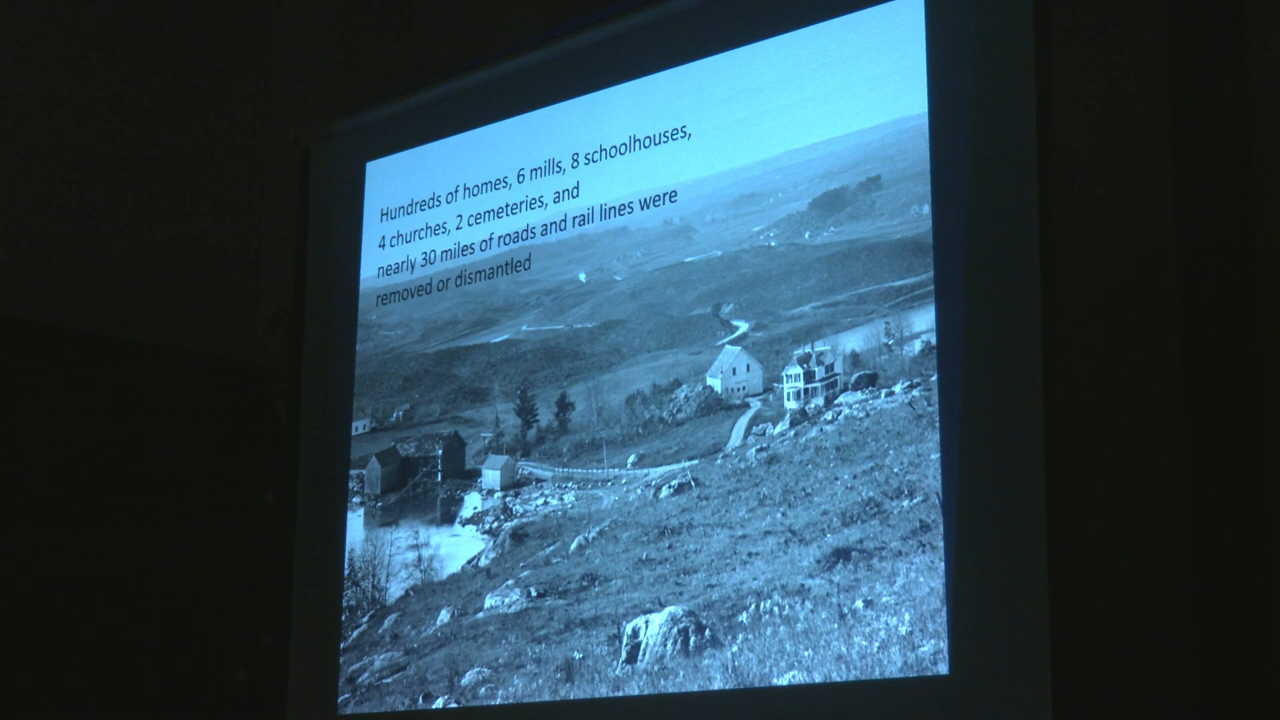 Hundreds of homes, 6 mills, 8 schoolhouses,
4 churches, 2 cemeteries, and
nearly 30 miles of roads and rail lines were
removed or dismantled